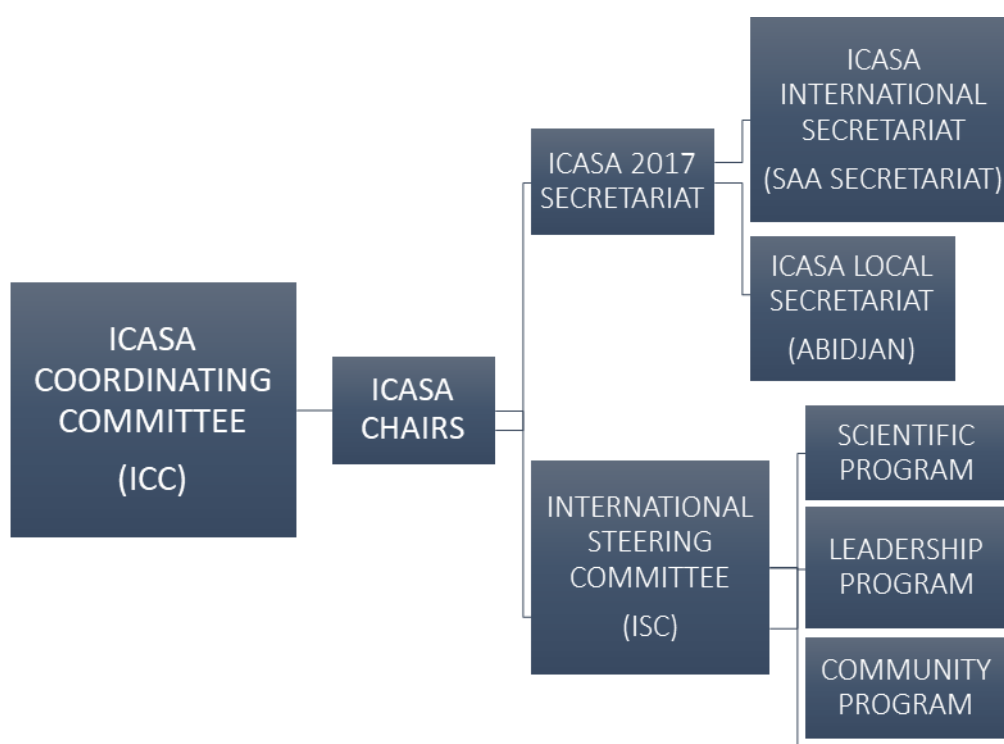 ICASA
COORDINATING
COMMITTEE
(ICC)
ICASA
CHAIRS
ICASA 2017
SECRETARIAT
ICASA
INTERNATIONAL
SECRETARIAT
(SAA SECRETARIAT)
ICASA LOCAL
SECRETARIAT
(ABIDJAN)
INTERNATIONAL
STEERING
COMMITTEE
(ISC)
SCIENTIFIC
PROGRAM
LEADERSHIP
PROGRAM
COMMUNITY
PROGRAM